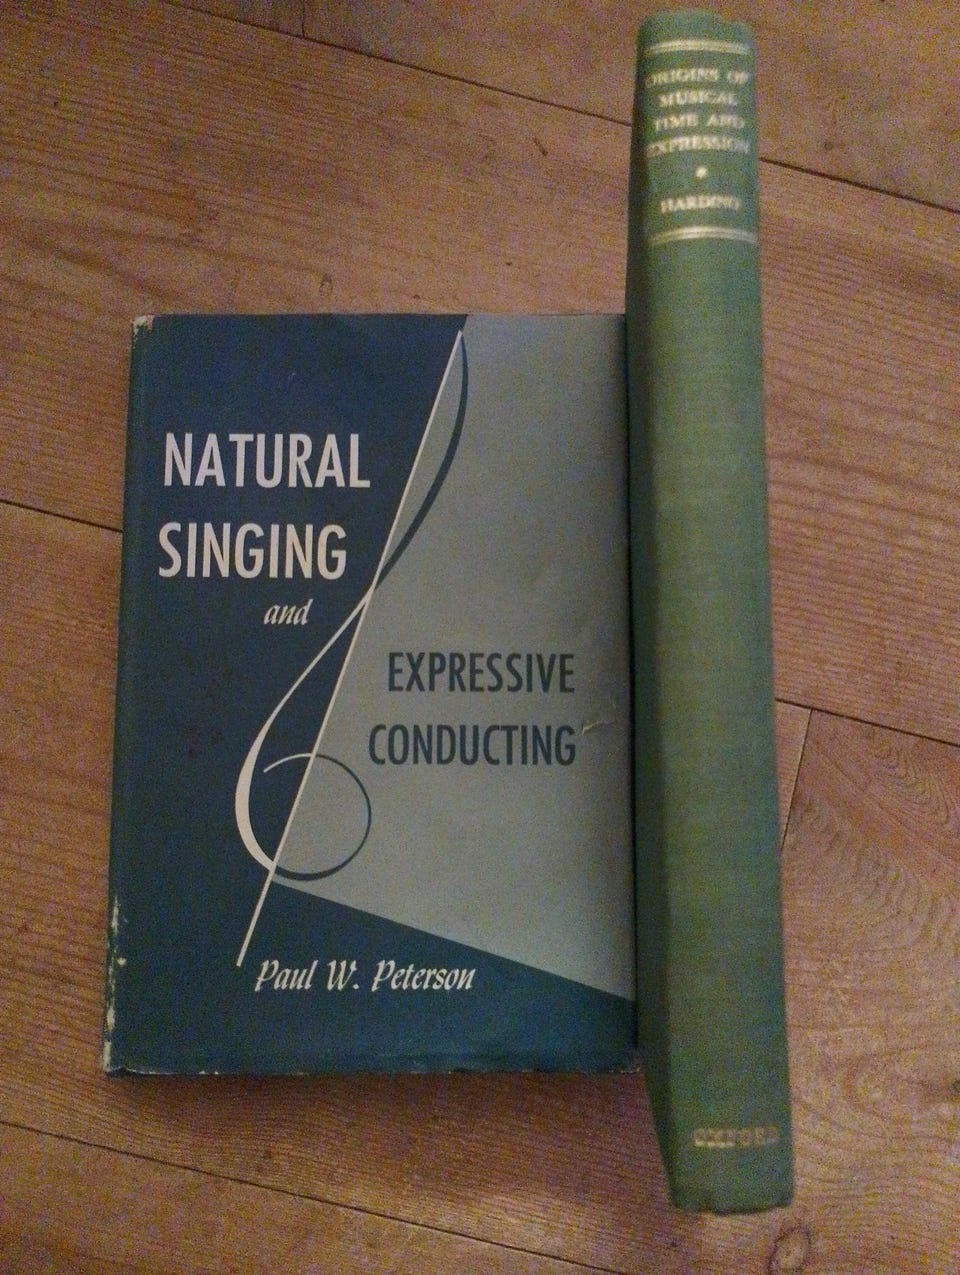 NATURAL
SINGING
and
EXPRESSIVE
CONDUCTING
Paul W. Peterson
ORIGINS OF
MUSICAL
TIME AND
EXPRESSION
HARDING
OXFORD